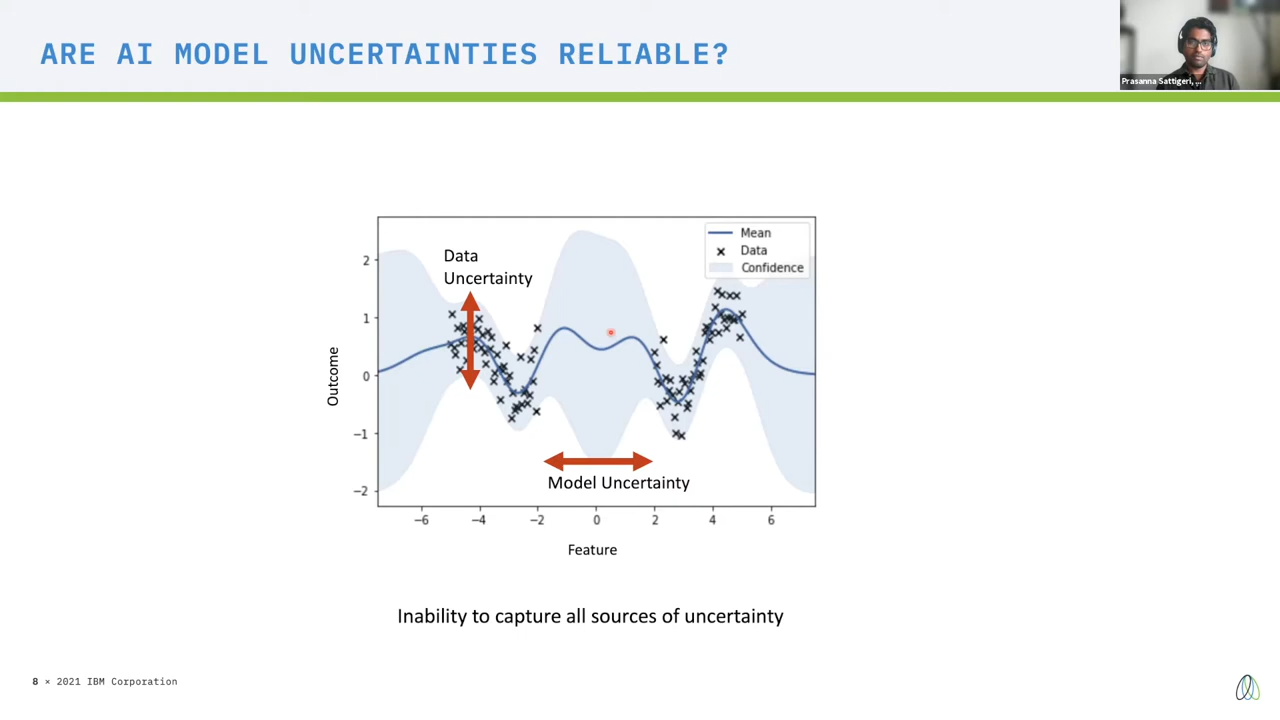 ARE AI MODEL UNCERTAINTIES RELIABLE?
Prasanna Sattigeri, ...
Mean
Data
Confidence
Data
Uncertainty
2
1
0
−1
−2
Outcome
Model Uncertainty
−6
−4
−2
0
2
4
6
Feature
Inability to capture all sources of uncertainty
8 × 2021 IBM Corporation